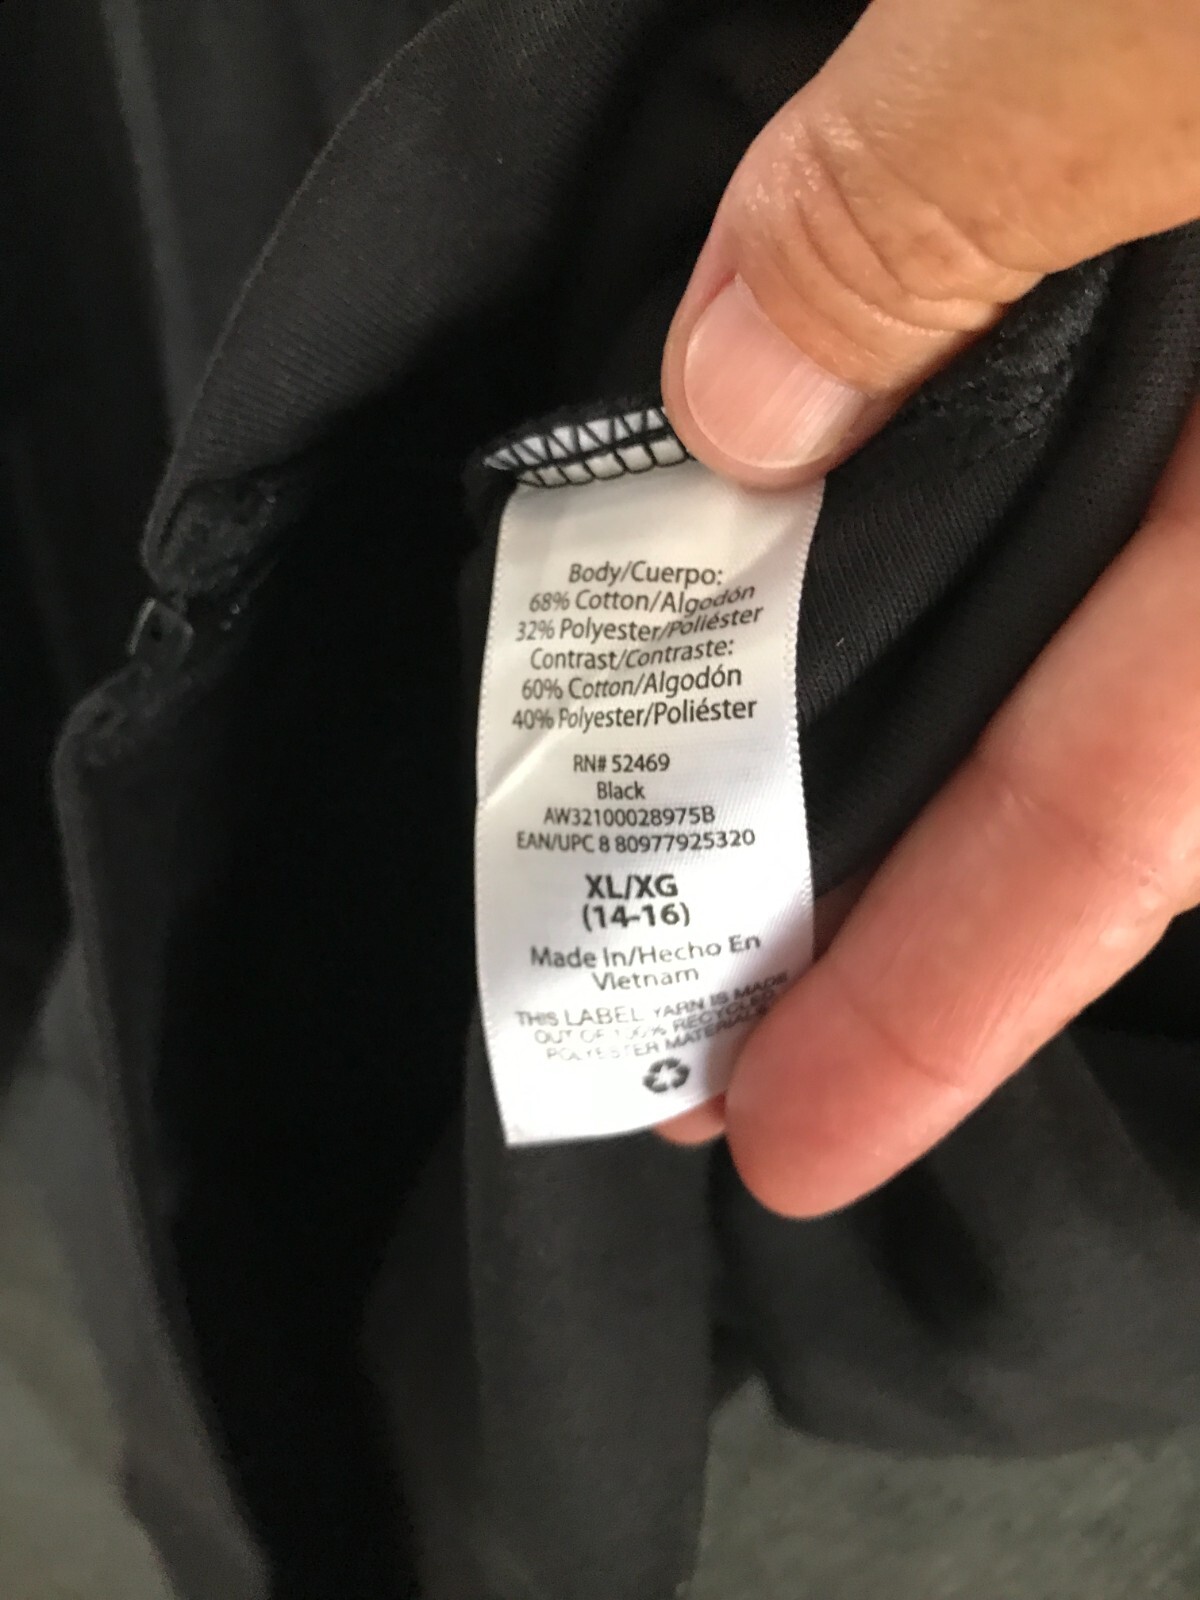 Body/Cuerpo:
68% Cotton/Algodón
32% Polyester/Poliéster
Contrast/Contraste:
60% Cotton/Algodón
40% Polyester/Poliéster
RN# 52469
Black
AW32100028975B
EAN/UPC 8 80977925320
XL/XG
(14-16)
Made In/Hecho En
Vietnam
THIS LABEL YARN IS MADE
OUT OF 100% RECYCLED
POLYESTER MATERIALS